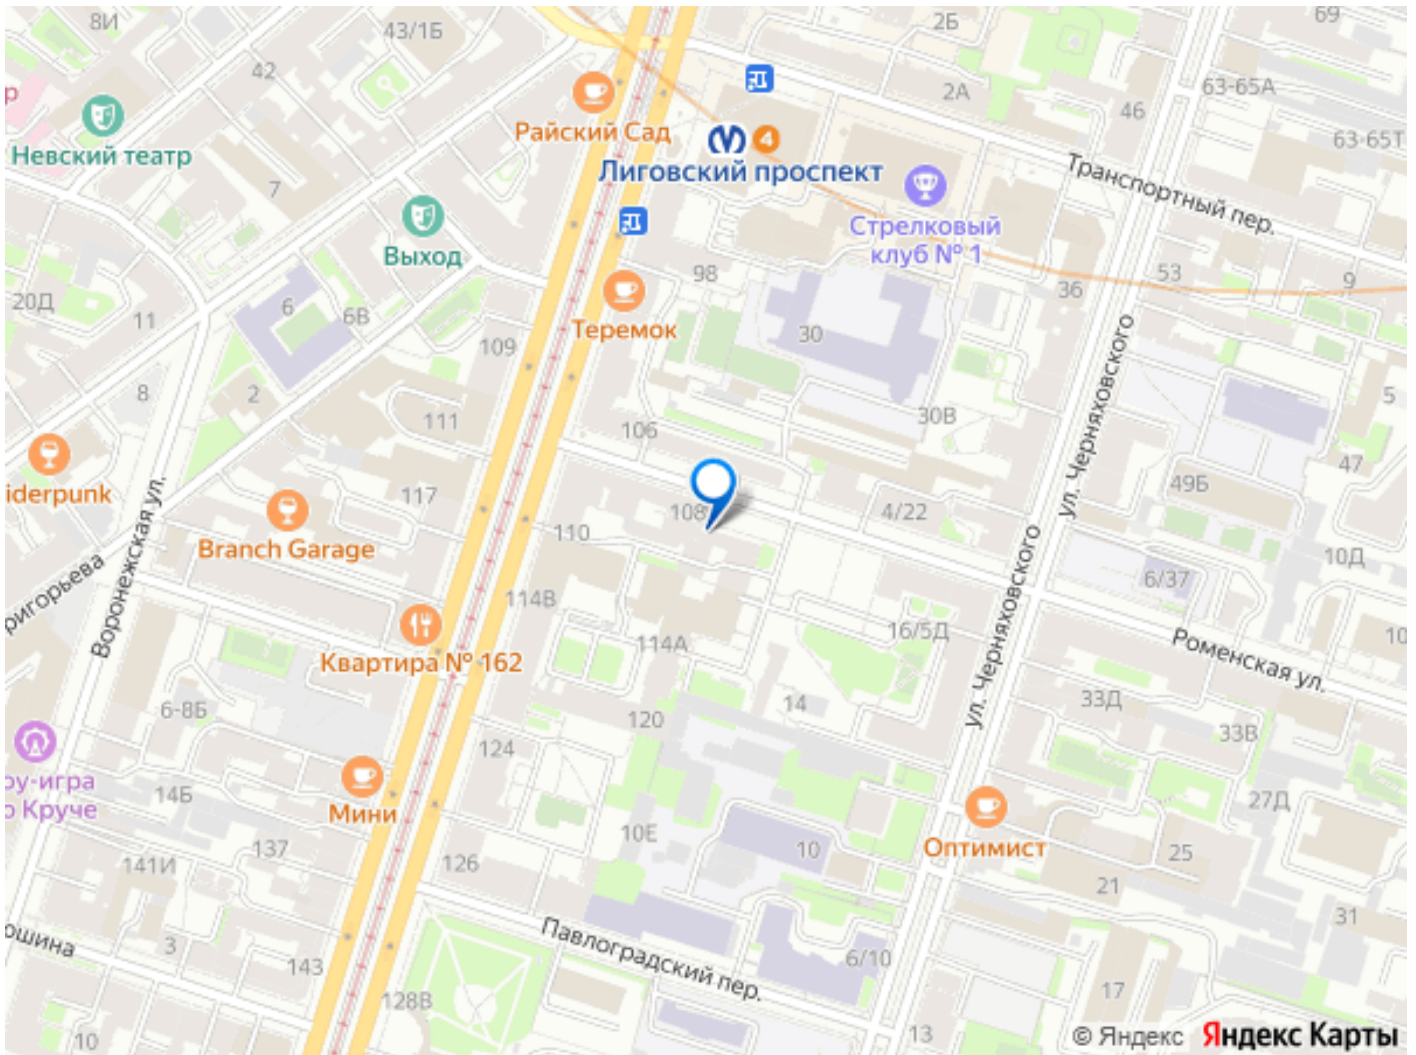 8И
43/1Б
2Б
69
42
63-65А
2А
46
р
Райский Сад
4
63-65Т
Невский театр
Лиговский проспект
Транспортный пер.
7
Выход
Стрелковый
клуб № 1
98
53
9
20Д
6
36
11
6В
Теремок
30
109
ул. Черняховского
8
2
5
111
30В
106
47
iderpunk
117
49Б
108
4/22
Воронежская ул.
Branch Garage
110
10Д
ригорьева
6/37
114В
ул. Черняховского
16/5Д
10
114А
Роменская ул.
Квартира № 162
33Д
14
6-8Б
120
33В
124
оу-игра
о Круче
14Б
Мини
27Д
10Е
Оптимист
137
10
25
141И
126
21
31
ошина
3
Павлоградский пер.
143
6/10
128В
17
10
13
© Яндекс Яндекс Карты